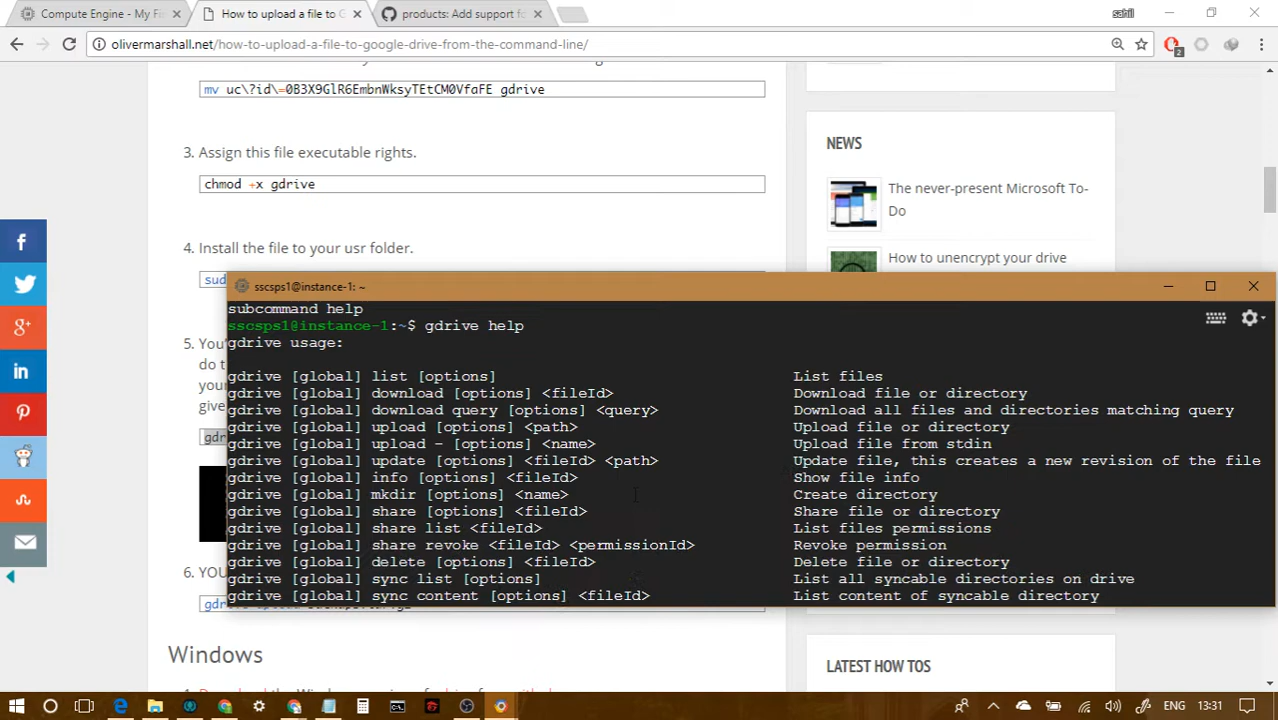 Compute Engine - My Fi
How to upload a file to G
products: Add support fo
sahil
olivermarshall.net/how-to-upload-a-file-to-google-drive-from-the-command-line/
2
mv uc\?id\=0B3X9GlR6EmbnWksyTEtCM0VfaFE gdrive
3. Assign this file executable rights.
chmod +x gdrive
4. Install the file to your usr folder.
sud
5. You'
do t
your
give
gdr
6. YOU
Windows
NEWS
The never-present Microsoft To-
Do
How to unencrypt your drive
LATEST HOW TOS
sscsps1@instance-1: ~
subcommand help
sscsps1@instance-1:~$ gdrive help
gdrive usage:
gdrive [global] list [options] List files
gdrive [global] download [options] <fileId> Download file or directory
gdrive [global] download query [options] <query> Download all files and directories matching query
gdrive [global] upload [options] <path> Upload file or directory
gdrive [global] upload - [options] <name> Upload file from stdin
gdrive [global] update [options] <fileId> <path> Update file, this creates a new revision of the file
gdrive [global] info [options] <fileId> Show file info
gdrive [global] mkdir [options] <name> Create directory
gdrive [global] share [options] <fileId> Share file or directory
gdrive [global] share list <fileId> List files permissions
gdrive [global] share revoke <fileId> <permissionId> Revoke permission
gdrive [global] delete [options] <fileId> Delete file or directory
gdrive [global] sync list [options] List all syncable directories on drive
gdrive [global] sync content [options] <fileId> List content of syncable directory
ENG 13:31